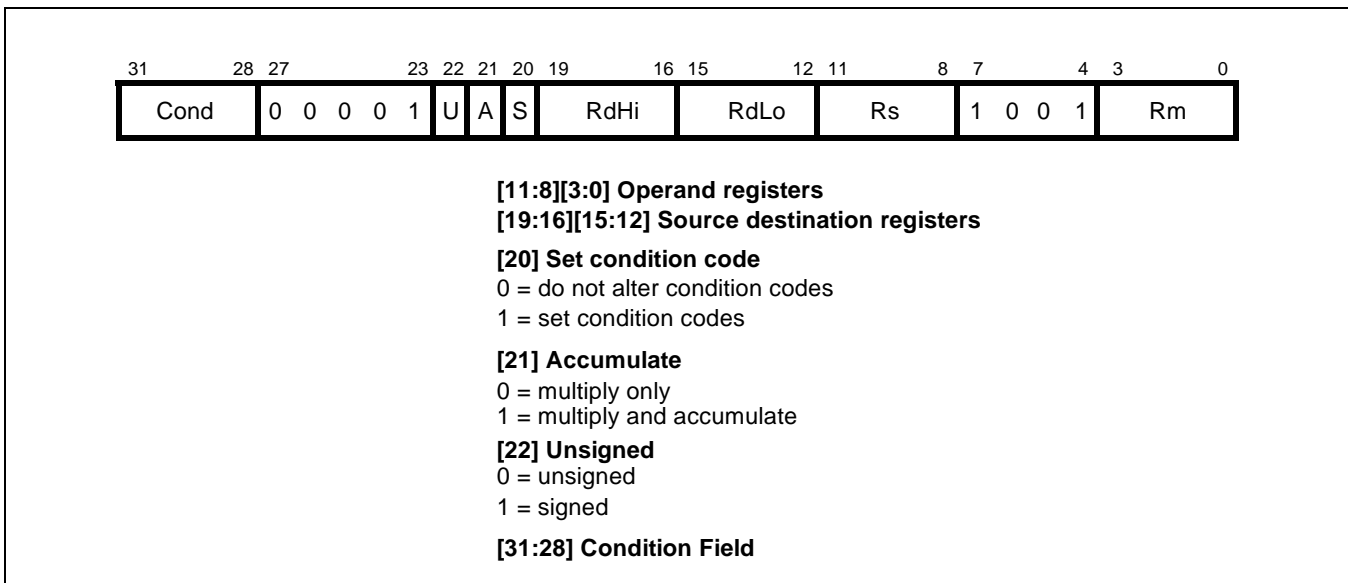 31 28 27 23 22 21 20 19 16 15 12 11 8 7 4 3 0
Cond 0 0 0 0 1 U A S RdHi RdLo Rs 1 0 0 1 Rm
[11:8][3:0] Operand registers
[19:16][15:12] Source destination registers
[20] Set condition code
0 = do not alter condition codes
1 = set condition codes
[21] Accumulate
0 = multiply only
1 = multiply and accumulate
[22] Unsigned
0 = unsigned
1 = signed
[31:28] Condition Field